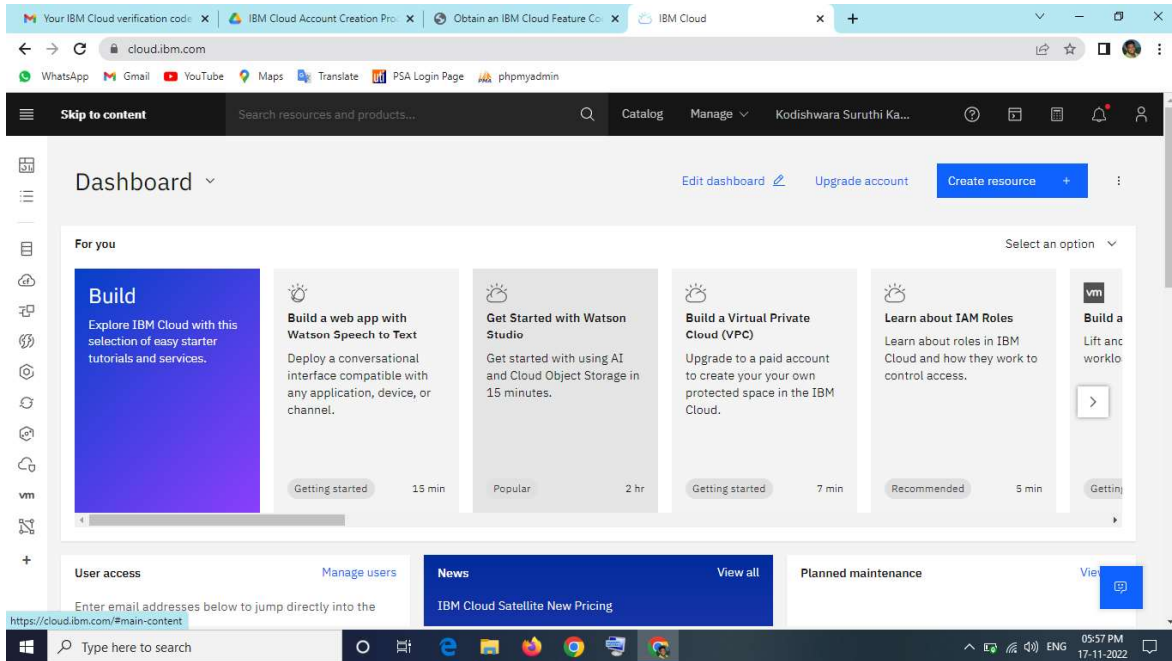 Your IBM Cloud verification code
IBM Cloud Account Creation Pro
Obtain an IBM Cloud Feature Co
IBM Cloud
cloud.ibm.com
WhatsApp
Gmail
YouTube
Maps
Translate
PSA Login Page
phpmyadmin
Skip to content
Search resources and products...
Catalog
Manage
Kodishwara Suruthi Ka...
Dashboard
Edit dashboard
Upgrade account
Create resource +
For you
Select an option
Build
Explore IBM Cloud with this
selection of easy starter
tutorials and services.
Build a web app with
Watson Speech to Text
Deploy a conversational
interface compatible with
any application, device, or
channel.
Getting started
15 min
Get Started with Watson
Studio
Get started with using AI
and Cloud Object Storage in
15 minutes.
Popular
2 hr
Build a Virtual Private
Cloud (VPC)
Upgrade to a paid account
to create your your own
protected space in the IBM
Cloud.
Getting started
7 min
Learn about IAM Roles
Learn about roles in IBM
Cloud and how they work to
control access.
Recommended
5 min
vm
Build a
Lift and
worklo
Getting
vm
User access
Manage users
Enter email addresses below to jump directly into the
News
View all
IBM Cloud Satellite New Pricing
Planned maintenance
https://cloud.ibm.com/#main-content
Type here to search
ENG
05:57 PM
17-11-2022